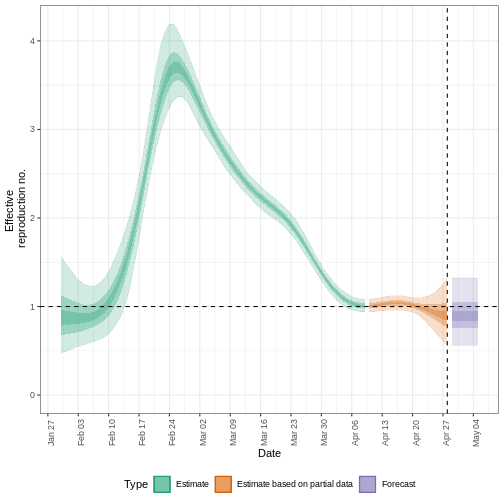 Effective
reproduction no.
4
3
2
1
0
Jan 27
Feb 03
Feb 10
Feb 17
Feb 24
Mar 02
Mar 09
Mar 16
Mar 23
Mar 30
Apr 06
Apr 13
Apr 20
Apr 27
May 04
Date
Type Estimate Estimate based on partial data Forecast